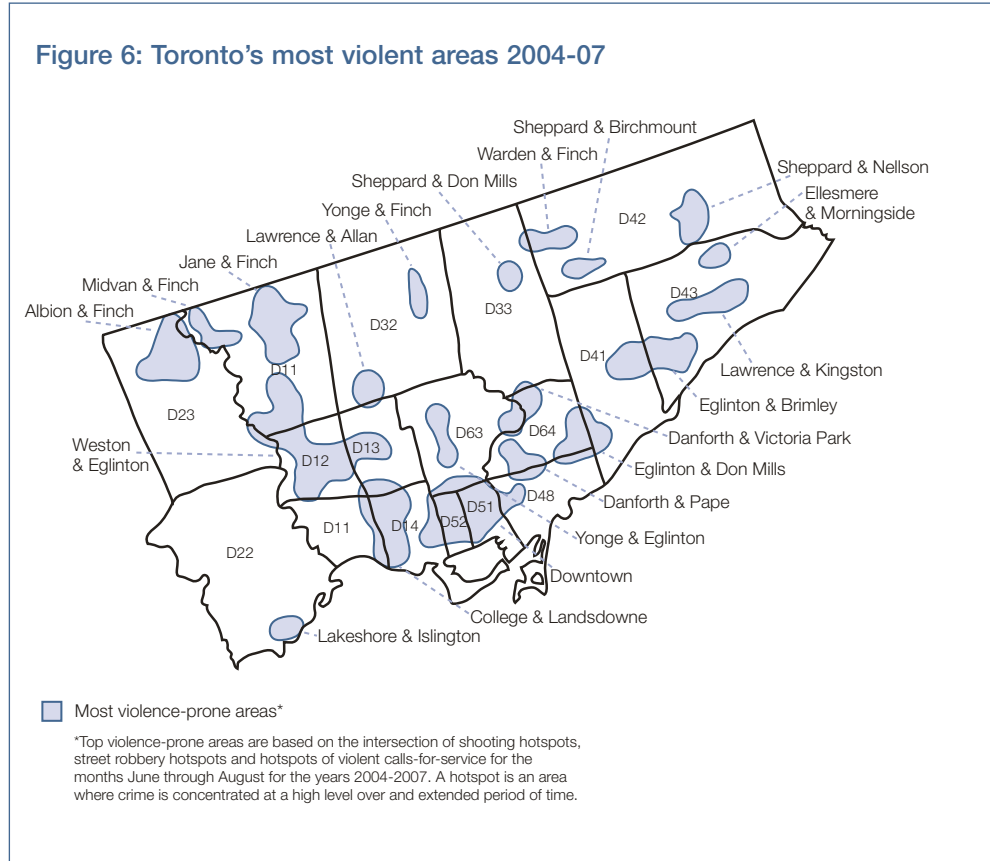 Figure 6: Toronto's most violent areas 2004-07
Sheppard & Birchmount
Warden & Finch
Sheppard & Don Mills
Yonge & Finch
Lawrence & Allan
Jane & Finch
Midvan & Finch
Albion & Finch
Sheppard & Nellson
Ellesmere
& Morningside
D42
D43
D33
D32
D41
D11
D23
Lawrence & Kingston
Eglinton & Brimley
Weston
& Eglinton
D13
D12
D63
D64
Danforth & Victoria Park
Eglinton & Don Mills
Danforth & Pape
D48
D51
D52
D14
D11
D22
Yonge & Eglinton
Downtown
College & Landsdowne
Lakeshore & Islington
Most violence-prone areas*
*Top violence-prone areas are based on the intersection of shooting hotspots,
street robbery hotspots and hotspots of violent calls-for-service for the
months June through August for the years 2004-2007. A hotspot is an area
where crime is concentrated at a high level over and extended period of time.